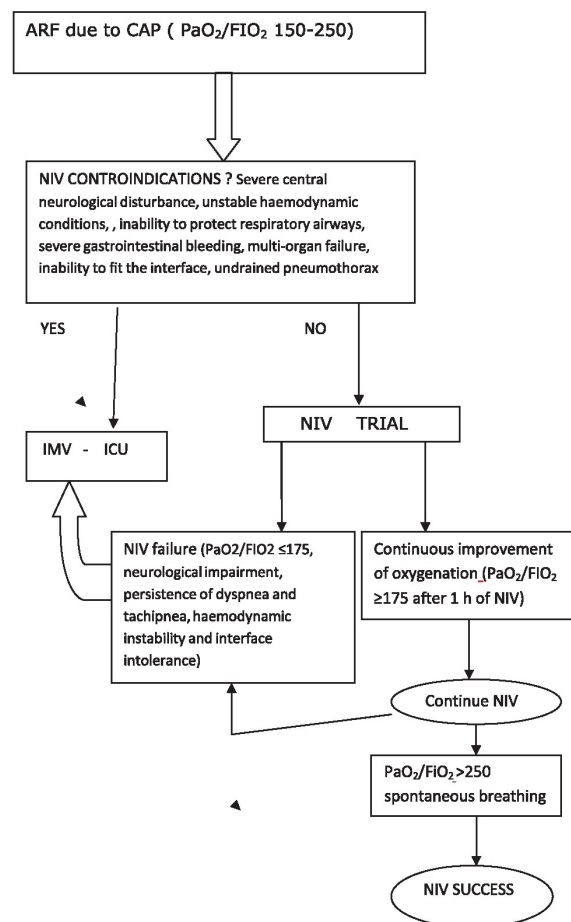 ARF due to CAP ( PaO₂/FIO₂ 150-250)
NIV CONTROINDICATIONS ? Severe central
neurological disturbance, unstable haemodynamic
conditions, , inability to protect respiratory airways,
severe gastrointestinal bleeding, multi-organ failure,
inability to fit the interface, undrained pneumothorax
YES
NO
NIV TRIAL
IMV - ICU
NIV failure (PaO2/FIO2 ≤175,
neurological impairment,
persistence of dyspnea and
tachipnea, haemodynamic
instability and interface
intolerance)
Continuous improvement
of oxygenation (PaO₂/FIO₂
≥175 after 1 h of NIV)
Continue NIV
PaO₂/FiO₂ >250
spontaneous breathing
NIV SUCCESS